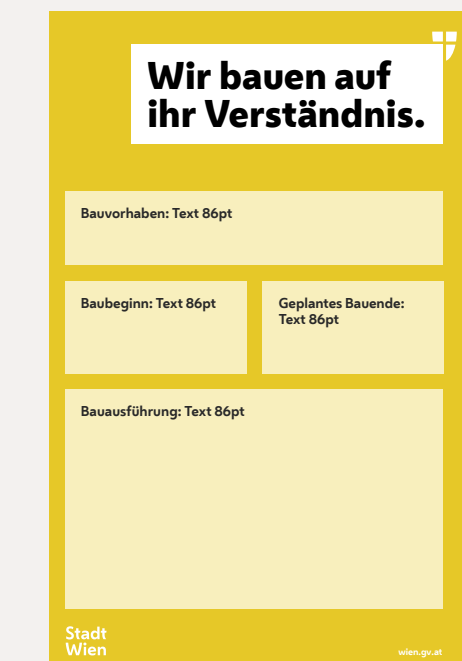 Wir bauen auf
ihr Verständnis.
Bauvorhaben: Text 86pt
Baubeginn: Text 86pt
Geplantes Bauende:
Text 86pt
Bauausführung: Text 86pt
Stadt
Wien
wien.gv.at